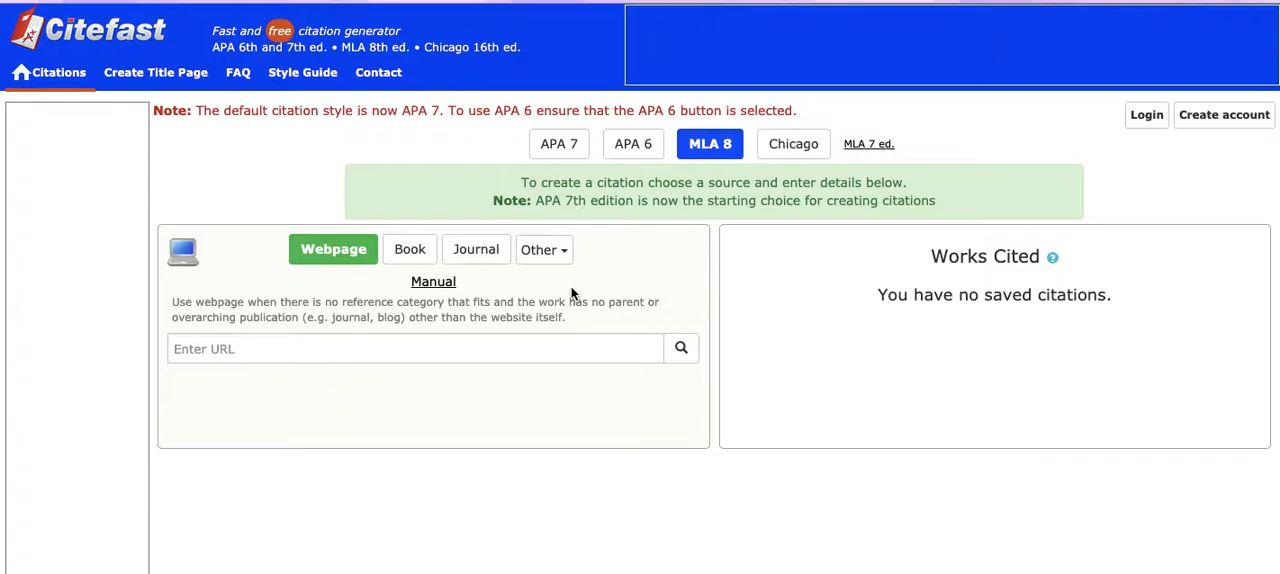 Citefast
Fast and free citation generator
APA 6th and 7th ed. • MLA 8th ed. • Chicago 16th ed.
Citations Create Title Page FAQ Style Guide Contact
Note: The default citation style is now APA 7. To use APA 6 ensure that the APA 6 button is selected.
Login Create account
APA 7 APA 6 MLA 8 Chicago MLA 7 ed.
To create a citation choose a source and enter details below.
Note: APA 7th edition is now the starting choice for creating citations
Webpage Book Journal Other
Manual
Use webpage when there is no reference category that fits and the work has no parent or
overarching publication (e.g. journal, blog) other than the website itself.
Enter URL
Works Cited ?
You have no saved citations.